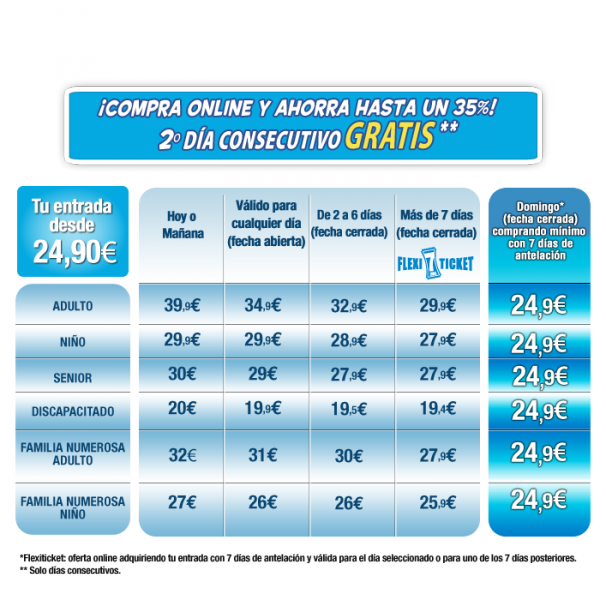 ¡COMPRA ONLINE Y AHORRA HASTA UN 35%!
2º DÍA CONSECUTIVO GRATIS**
Tu entrada
desde
24,90€
Hoy o
Mañana
Válido para
cualquier día
(fecha abierta)
De 2 a 6 días
(fecha cerrada)
Más de 7 días
(fecha cerrada)
FLEXI TICKET
Domingo*
(fecha cerrada)
comprando mínimo
con 7 días de
antelación
ADULTO 39,9€ 34,9€ 32,9€ 29,9€ 24,9€
NIÑO 29,9€ 29,9€ 28,9€ 27,9€ 24,9€
SENIOR 30€ 29€ 27,9€ 27,9€ 24,9€
DISCAPACITADO 20€ 19,9€ 19,5€ 19,4€ 24,9€
FAMILIA NUMEROSA
ADULTO 32€ 31€ 30€ 27,9€ 24,9€
FAMILIA NUMEROSA
NIÑO 27€ 26€ 26€ 25,9€ 24,9€
*Flexiticket: oferta online adquiriendo tu entrada con 7 días de antelación y válida para el día seleccionado o para uno de los 7 días posteriores.
** Solo días consecutivos.